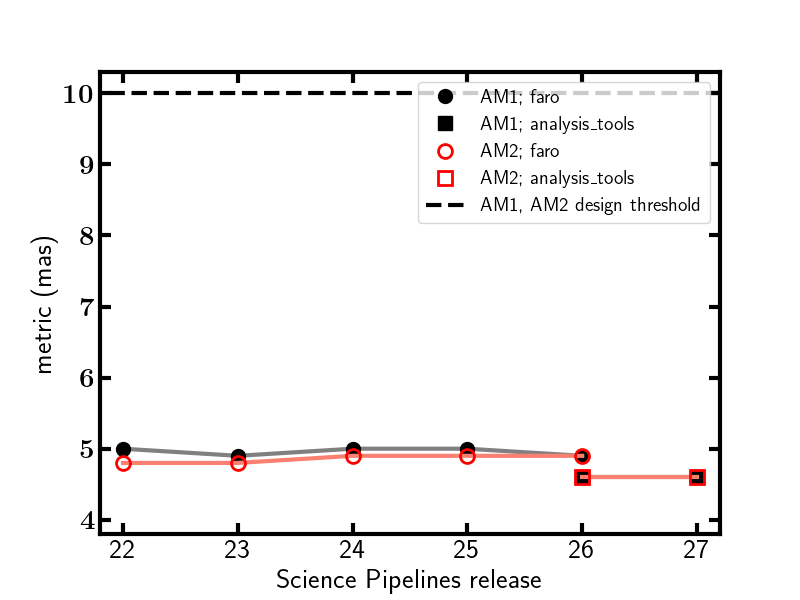 10
9
8
7
6
5
4
metric (mas)
AM1; faro
AM1; analysis_tools
AM2; faro
AM2; analysis_tools
AM1, AM2 design threshold
22 23 24 25 26 27
Science Pipelines release